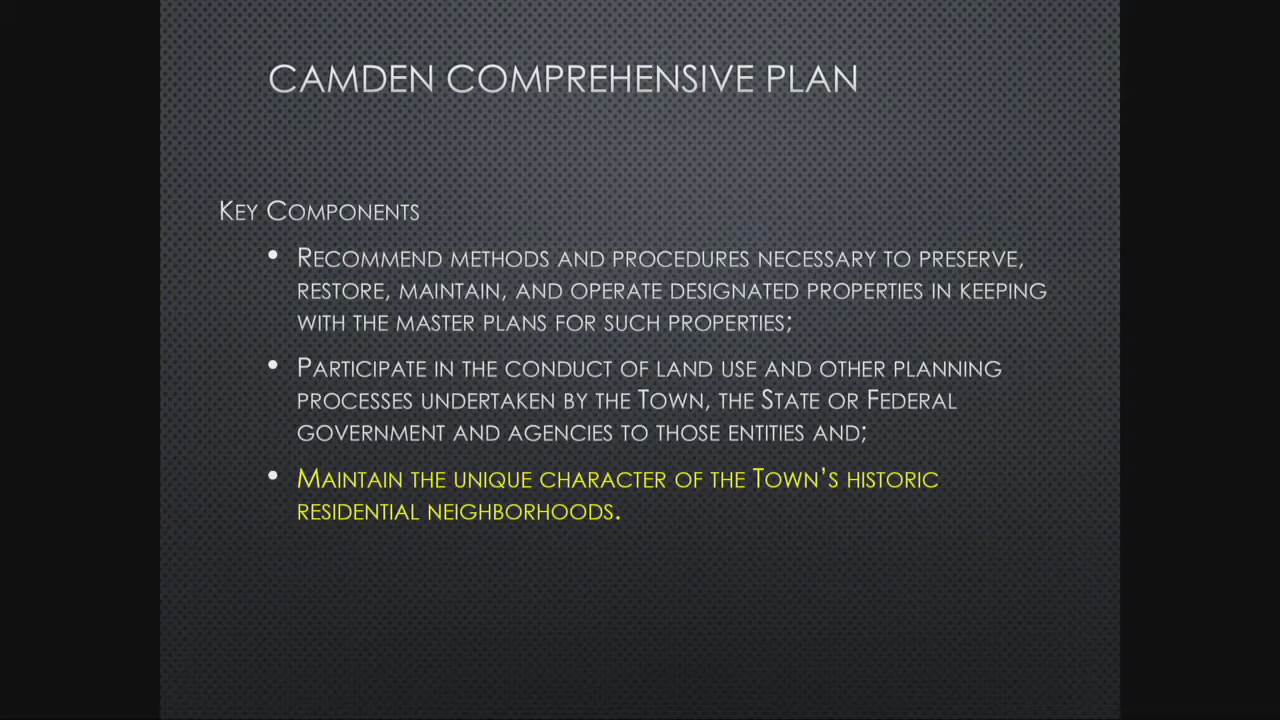 CAMDEN COMPREHENSIVE PLAN
KEY COMPONENTS
• RECOMMEND METHODS AND PROCEDURES NECESSARY TO PRESERVE,
RESTORE, MAINTAIN, AND OPERATE DESIGNATED PROPERTIES IN KEEPING
WITH THE MASTER PLANS FOR SUCH PROPERTIES;
• PARTICIPATE IN THE CONDUCT OF LAND USE AND OTHER PLANNING
PROCESSES UNDERTAKEN BY THE TOWN, THE STATE OR FEDERAL
GOVERNMENT AND AGENCIES TO THOSE ENTITIES AND;
• MAINTAIN THE UNIQUE CHARACTER OF THE TOWN’S HISTORIC
RESIDENTIAL NEIGHBORHOODS.